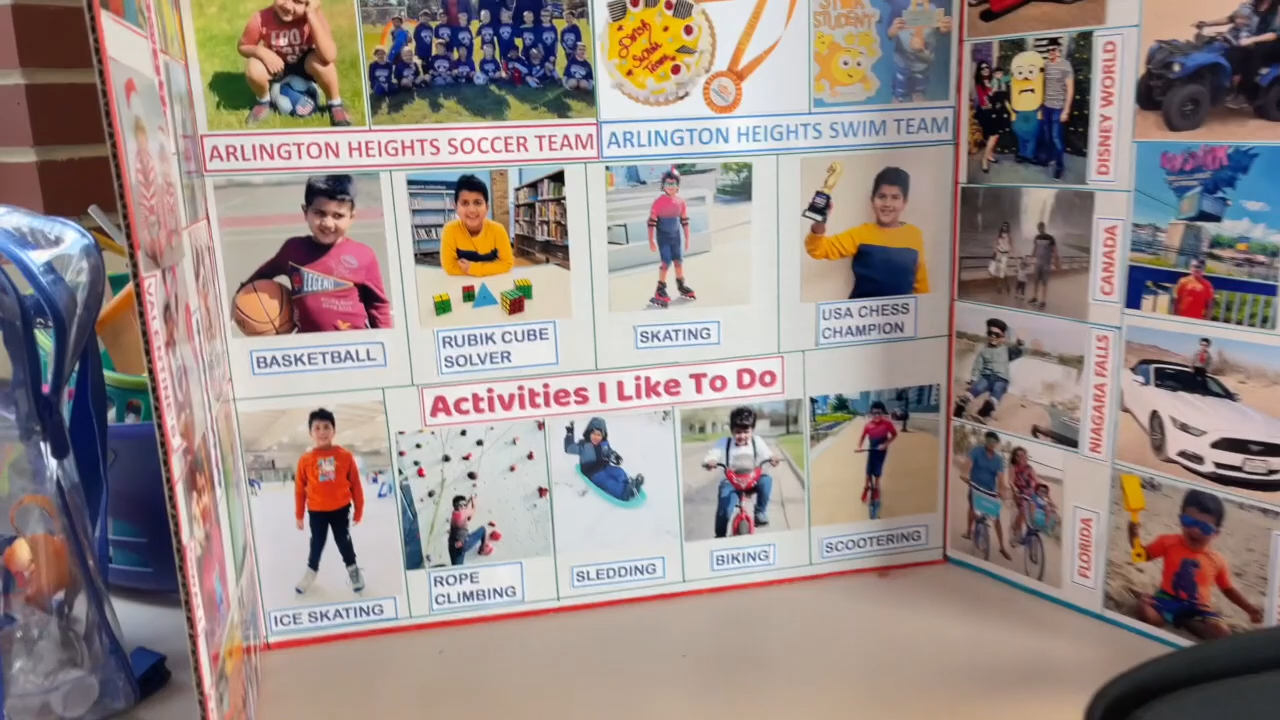 STAR
STUDENT
ARLINGTON HEIGHTS SOCCER TEAM
ARLINGTON HEIGHTS SWIM TEAM
LEGEND
BASKETBALL
RUBIK CUBE
SOLVER
SKATING
USA CHESS
CHAMPION
Activities I Like To Do
ICE SKATING
ROPE
CLIMBING
SLEDDING
BIKING
SCOOTERING
DISNEY WORLD
CANADA
NIAGARA FALLS
FLORIDA